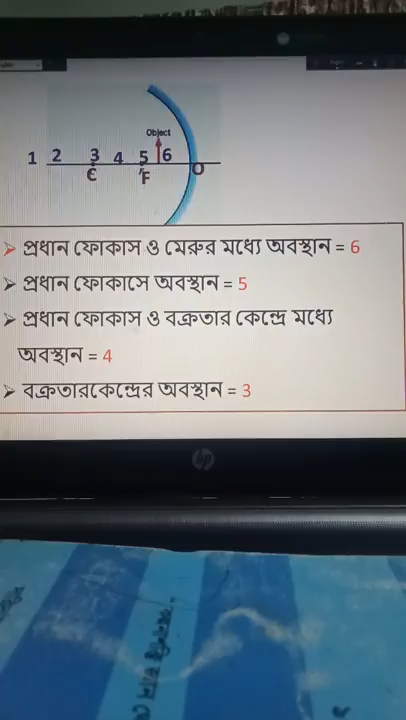 Object
1 2 3 4 5 6
C F O
প্রধান ফোকাস ও মেরুর মধ্যে অবস্থান = 6
প্রধান ফোকাসে অবস্থান = 5
প্রধান ফোকাস ও বক্রতার কেন্দ্রে মধ্যে
অবস্থান = 4
বক্রতারকেন্দ্রের অবস্থান = 3
hp